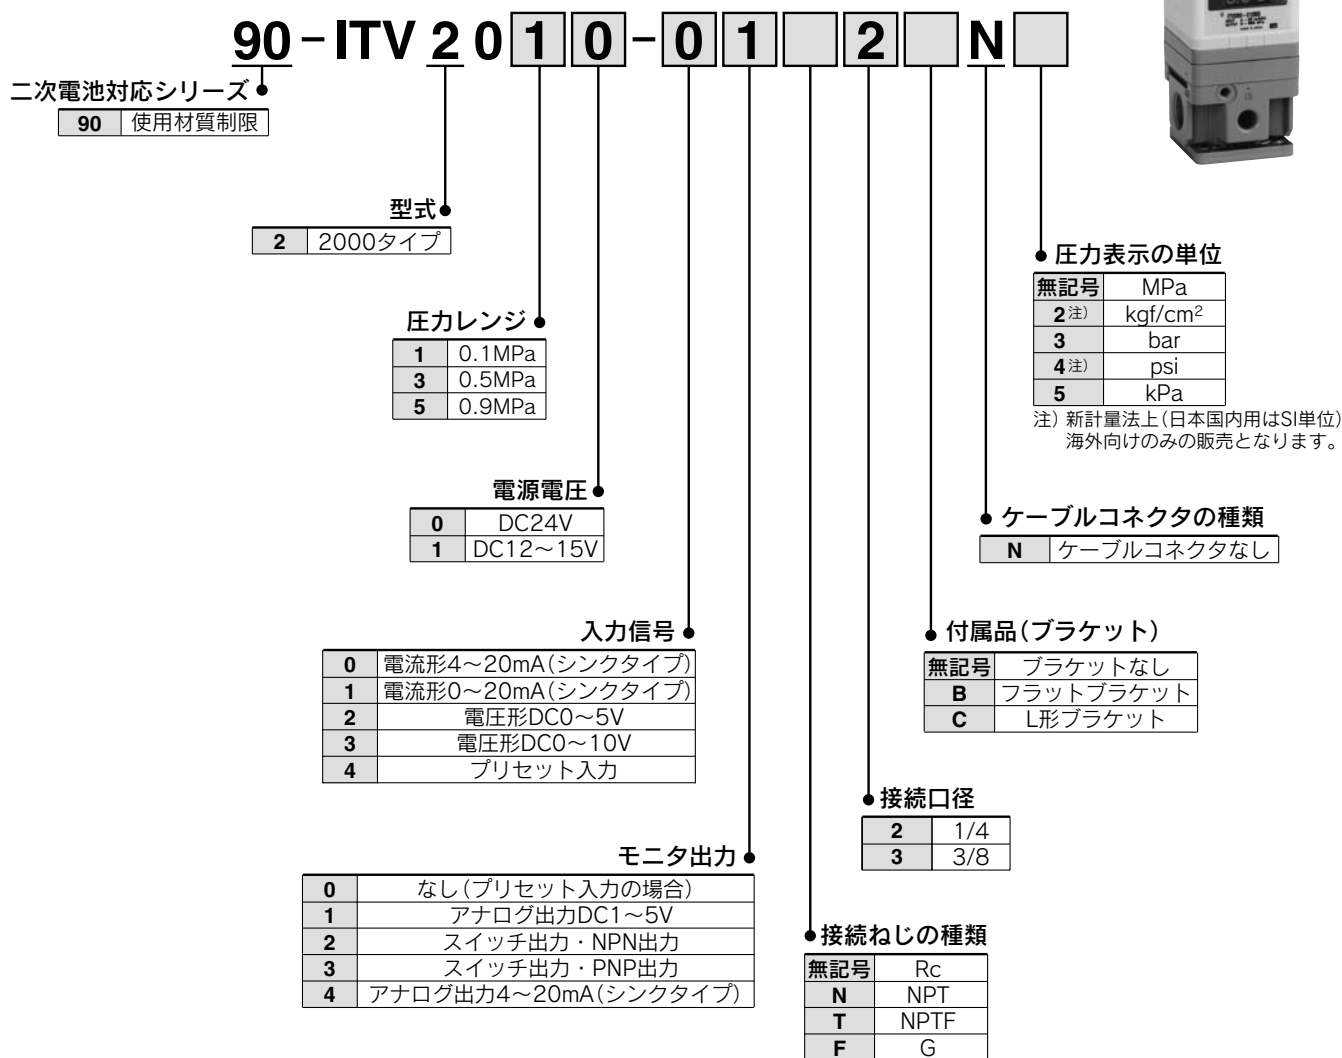 90-ITV 2 0 1 0 - 0 1 2 N
二次電池対応シリーズ
90 使用材質制限
型式
2 2000タイプ
圧力レンジ
1 0.1MPa
3 0.5MPa
5 0.9MPa
電源電圧
0 DC24V
1 DC12～15V
入力信号
0 電流形4～20mA(シンクタイプ)
1 電流形0～20mA(シンクタイプ)
2 電圧形DC0～5V
3 電圧形DC0～10V
4 プリセット入力
モニタ出力
0 なし(プリセット入力の場合)
1 アナログ出力DC1～5V
2 スイッチ出力・NPN出力
3 スイッチ出力・PNP出力
4 アナログ出力4～20mA(シンクタイプ)
接続ねじの種類
無記号 Rc
N NPT
T NPTF
F G
接続口径
2 1/4
3 3/8
付属品(ブラケット)
無記号 ブラケットなし
B フラットブラケット
C L形ブラケット
ケーブルコネクタの種類
N ケーブルコネクタなし
圧力表示の単位
無記号 MPa
2注) kgf/cm²
3 bar
4注) psi
5 kPa
注) 新計量法上(日本国内用はSI単位)
海外向けのみの販売となります。